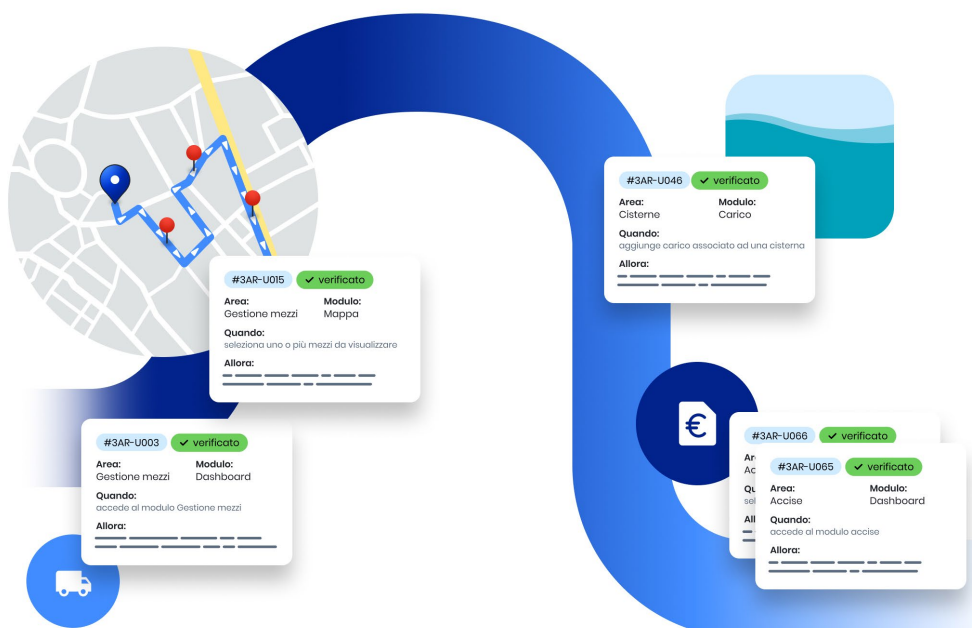 #3AR-U046 verificato
Area: Modulo:
Cisterne Carico
Quando:
aggiunge carico associato ad una cisterna
Allora:
#3AR-U015 verificato
Area: Modulo:
Gestione mezzi Mappa
Quando:
seleziona uno o più mezzi da visualizzare
Allora:
#3AR-U003 verificato
Area: Modulo:
Gestione mezzi Dashboard
Quando:
accede al modulo Gestione mezzi
Allora:
€
#3AR-U066 verificato
#3AR-U065 verificato
Area: Modulo:
Accise Dashboard
Quando:
accede al modulo accise
Allora: